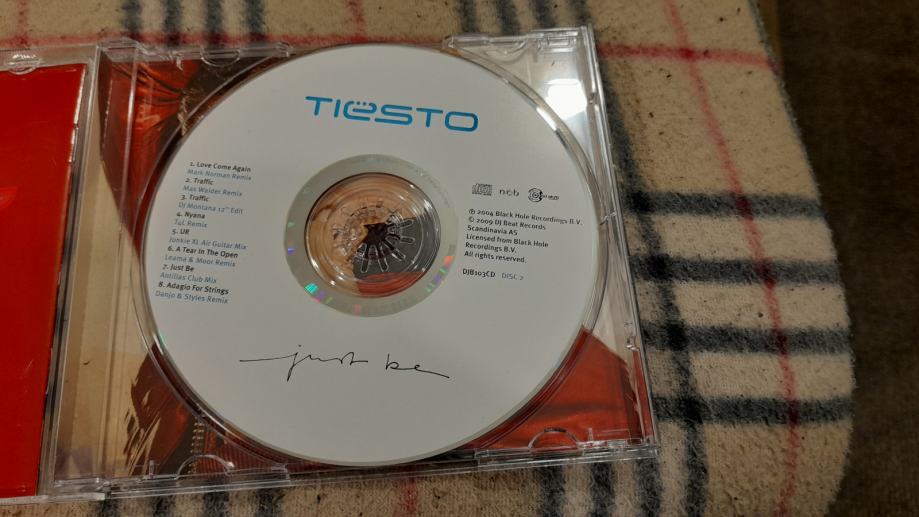 TIËSTO
1. Love Come Again
Mark Norman Remix
2. Traffic
Max Walder Remix
3. Traffic
DJ Montana 12" Edit
4. Nyana
T4L Remix
5. UR
Junkie XL Air Guitar Mix
6. A Tear In The Open
Leama & Moor Remix
7. Just Be
Antillas Club Mix
8. Adagio For Strings
Danjo & Styles Remix
ncb
℗ 2004 Black Hole Recordings B.V.
© 2009 DJ Beat Records
Scandinavia AS
Licensed from Black Hole
Recordings B.V.
All rights reserved.
DJB103CD DISC 2
just be